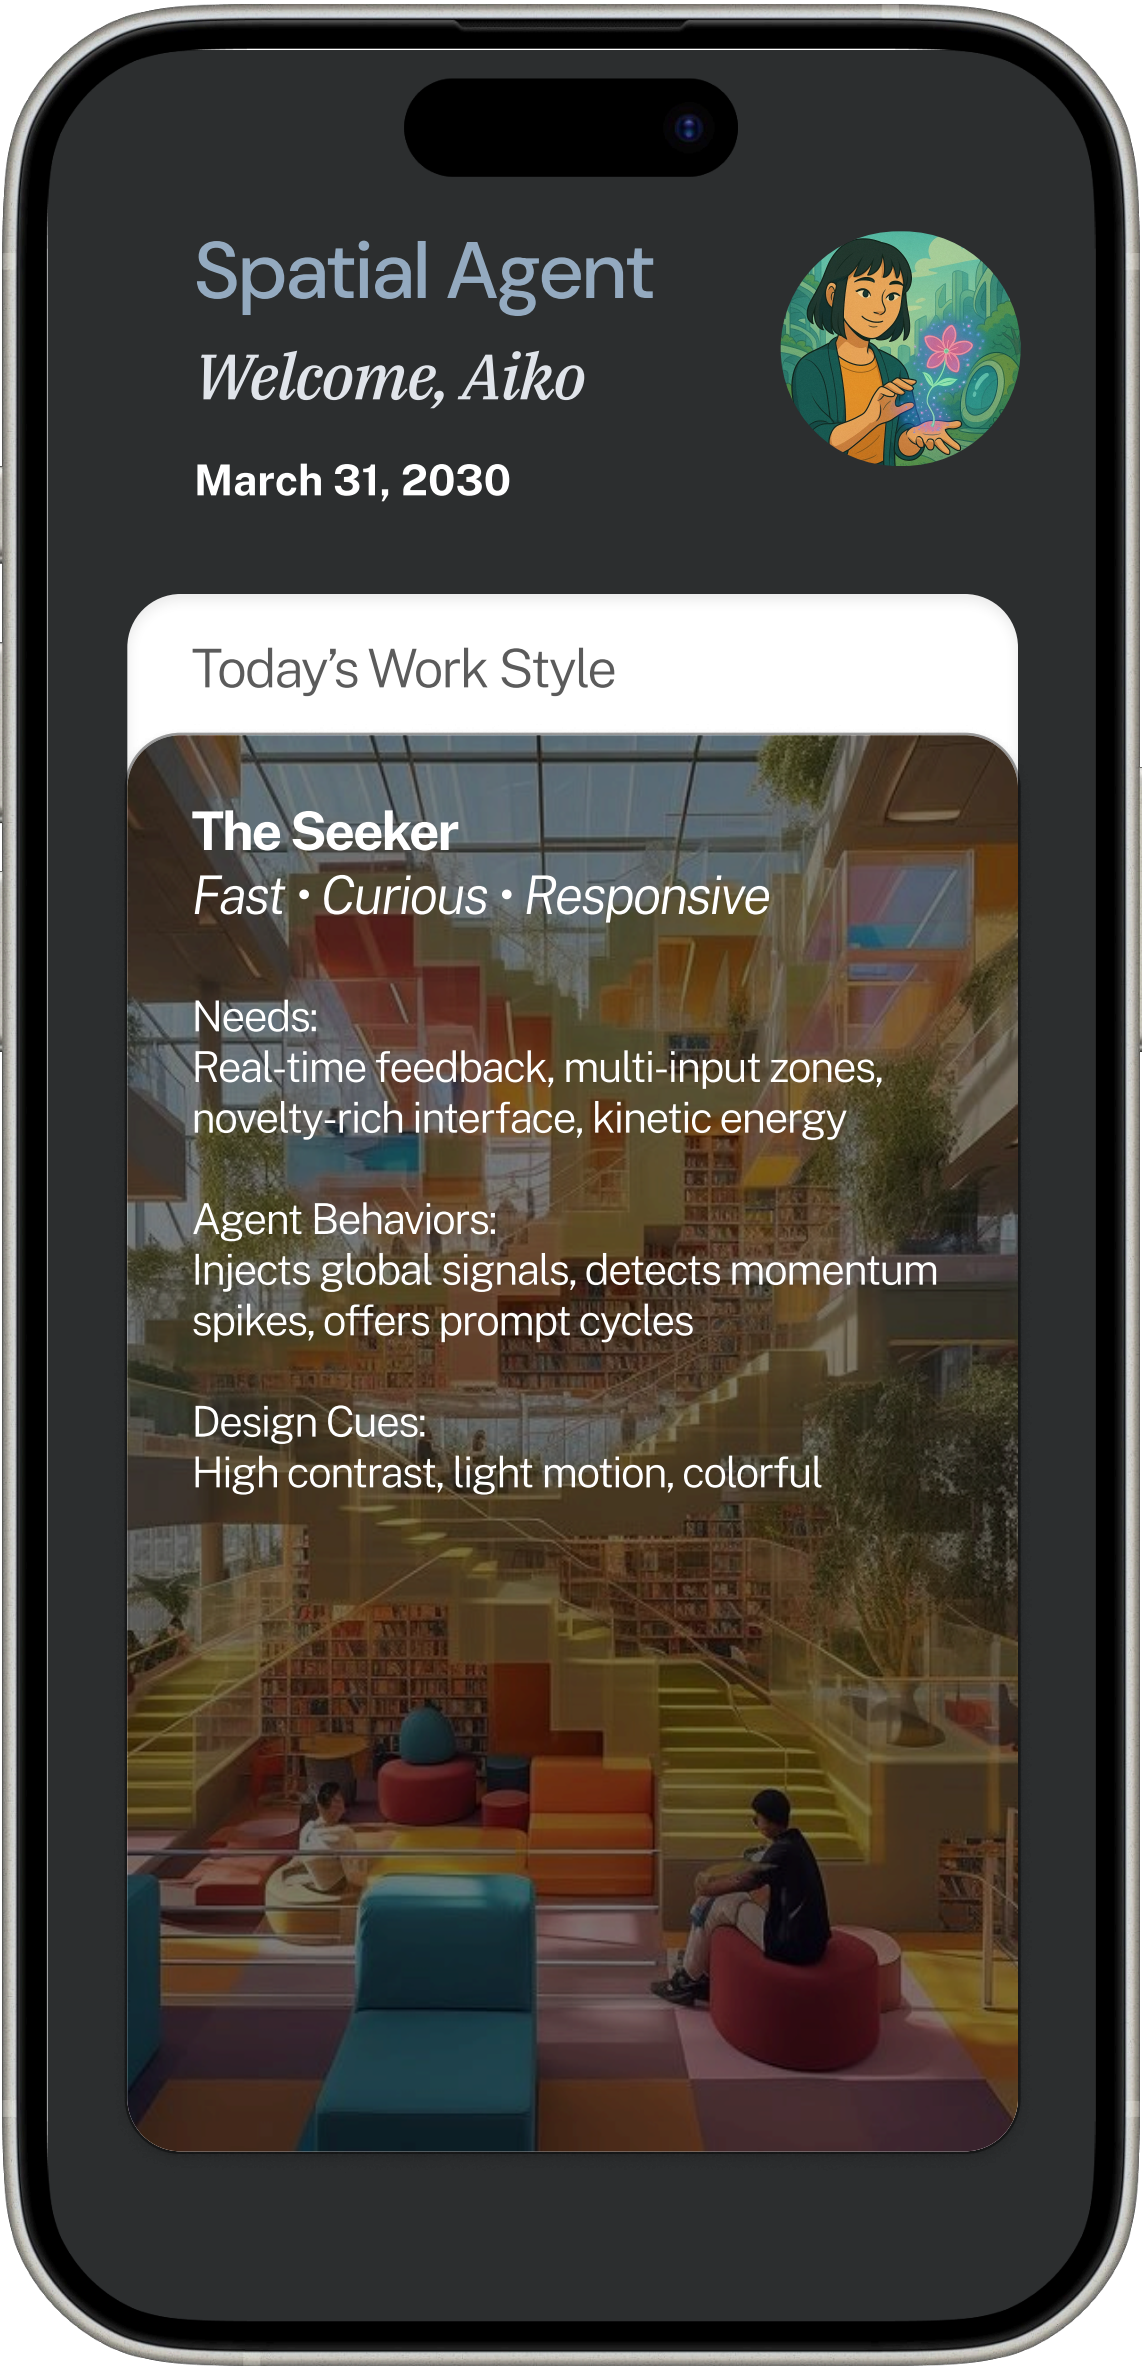 Spatial Agent
Welcome, Aiko
March 31, 2030
Today’s Work Style
The Seeker
Fast • Curious • Responsive
Needs:
Real-time feedback, multi-input zones,
novelty-rich interface, kinetic energy
Agent Behaviors:
Injects global signals, detects momentum
spikes, offers prompt cycles
Design Cues:
High contrast, light motion, colorful